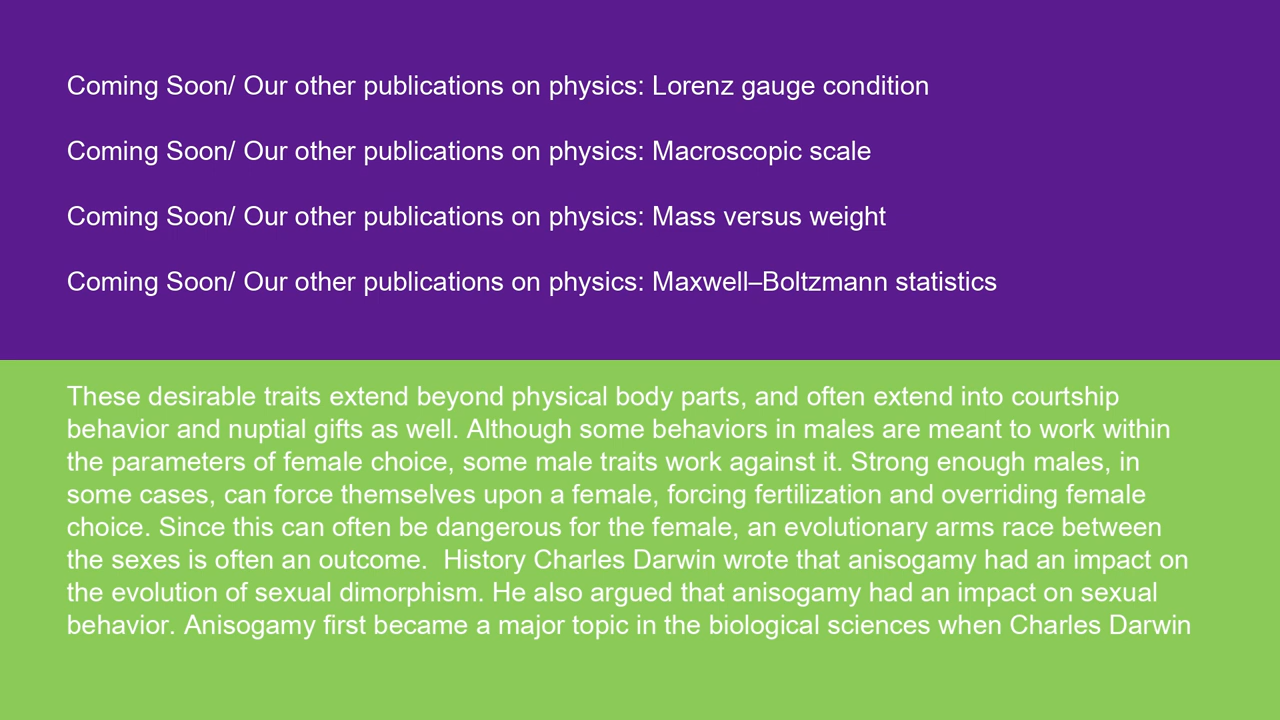 Coming Soon/ Our other publications on physics: Lorenz gauge condition
Coming Soon/ Our other publications on physics: Macroscopic scale
Coming Soon/ Our other publications on physics: Mass versus weight
Coming Soon/ Our other publications on physics: Maxwell–Boltzmann statistics
These desirable traits extend beyond physical body parts, and often extend into courtship
behavior and nuptial gifts as well. Although some behaviors in males are meant to work within
the parameters of female choice, some male traits work against it. Strong enough males, in
some cases, can force themselves upon a female, forcing fertilization and overriding female
choice. Since this can often be dangerous for the female, an evolutionary arms race between
the sexes is often an outcome.  History Charles Darwin wrote that anisogamy had an impact on
the evolution of sexual dimorphism. He also argued that anisogamy had an impact on sexual
behavior. Anisogamy first became a major topic in the biological sciences when Charles Darwin